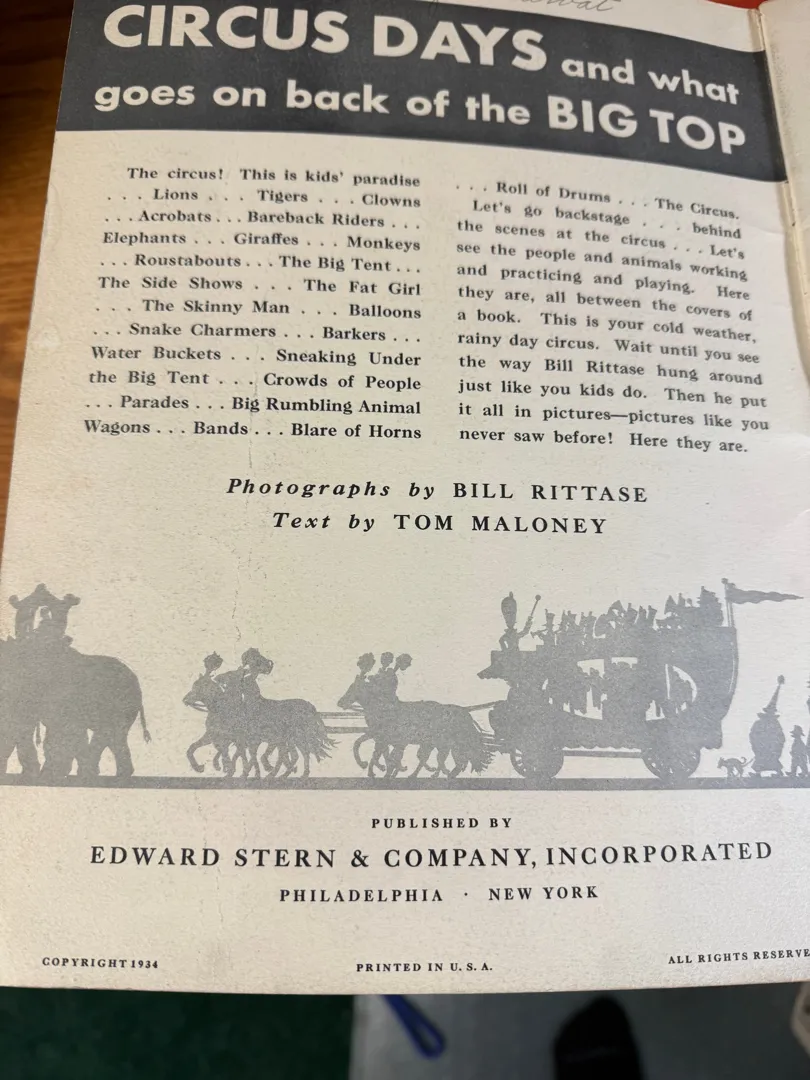 CIRCUS DAYS and what
goes on back of the BIG TOP
The circus! This is kids' paradise
. . . Lions . . . Tigers . . . Clowns
. . . Acrobats . . . Bareback Riders . . .
Elephants . . . Giraffes . . . Monkeys
. . . Roustabouts . . . The Big Tent . . .
The Side Shows . . . The Fat Girl
. . . The Skinny Man . . . Balloons
. . . Snake Charmers . . . Barkers . . .
Water Buckets . . . Sneaking Under
the Big Tent . . . Crowds of People
. . . Parades . . . Big Rumbling Animal
Wagons . . . Bands . . . Blare of Horns
. . . Roll of Drums . . . The Circus.
Let's go backstage . . . behind
the scenes at the circus . . . Let's
see the people and animals working
and practicing and playing. Here
they are, all between the covers of
a book. This is your cold weather,
rainy day circus. Wait until you see
the way Bill Rittase hung around
just like you kids do. Then he put
it all in pictures—pictures like you
never saw before! Here they are.
Photographs by BILL RITTASE
Text by TOM MALONEY
PUBLISHED BY
EDWARD STERN & COMPANY, INCORPORATED
PHILADELPHIA · NEW YORK
COPYRIGHT 1934
PRINTED IN U. S. A.
ALL RIGHTS RESERVE